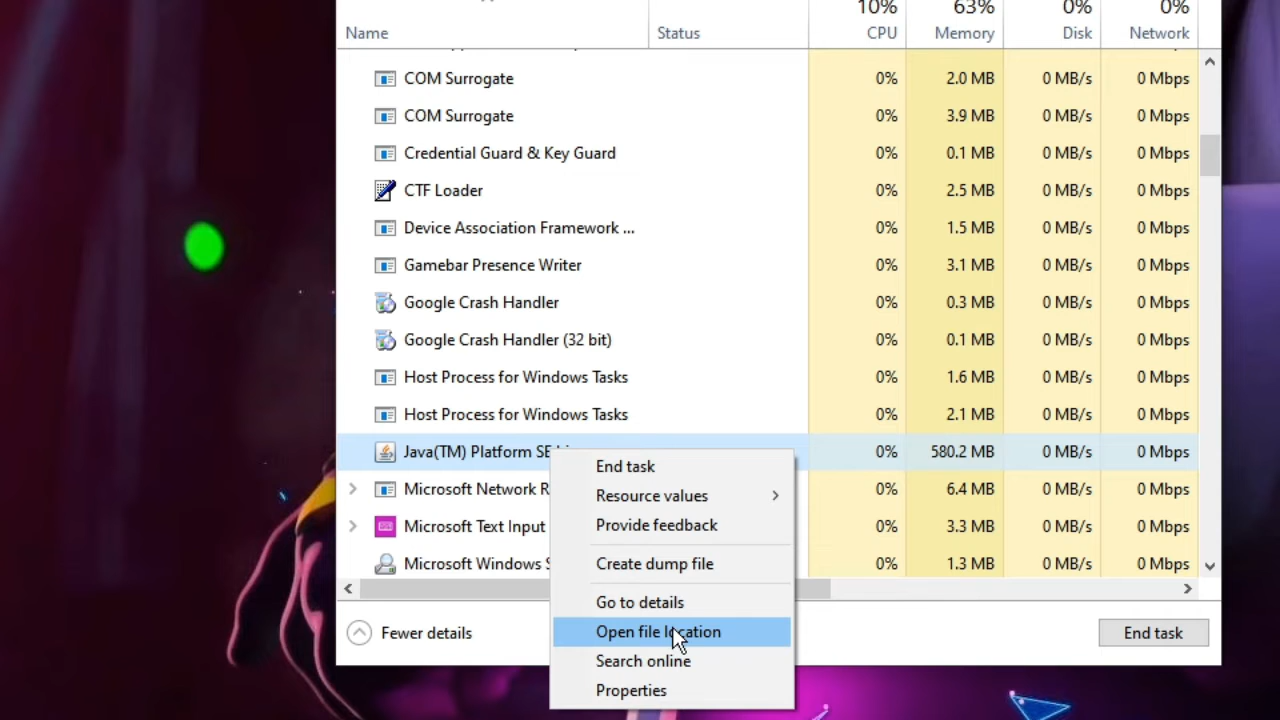 10% 63% 0% 0%
Name Status CPU Memory Disk Network
COM Surrogate 0% 2.0 MB 0 MB/s 0 Mbps
COM Surrogate 0% 3.9 MB 0 MB/s 0 Mbps
Credential Guard & Key Guard 0% 0.1 MB 0 MB/s 0 Mbps
CTF Loader 0% 2.5 MB 0 MB/s 0 Mbps
Device Association Framework ... 0% 1.5 MB 0 MB/s 0 Mbps
Gamebar Presence Writer 0% 3.1 MB 0 MB/s 0 Mbps
Google Crash Handler 0% 0.3 MB 0 MB/s 0 Mbps
Google Crash Handler (32 bit) 0% 0.1 MB 0 MB/s 0 Mbps
Host Process for Windows Tasks 0% 1.6 MB 0 MB/s 0 Mbps
Host Process for Windows Tasks 0% 2.1 MB 0 MB/s 0 Mbps
Java(TM) Platform SE 0% 580.2 MB 0 MB/s 0 Mbps
Microsoft Network R 0% 6.4 MB 0 MB/s 0 Mbps
Microsoft Text Input 0% 3.3 MB 0 MB/s 0 Mbps
Microsoft Windows S 0% 1.3 MB 0 MB/s 0 Mbps
End task
Resource values
Provide feedback
Create dump file
Go to details
Open file location
Search online
Properties
Fewer details End task